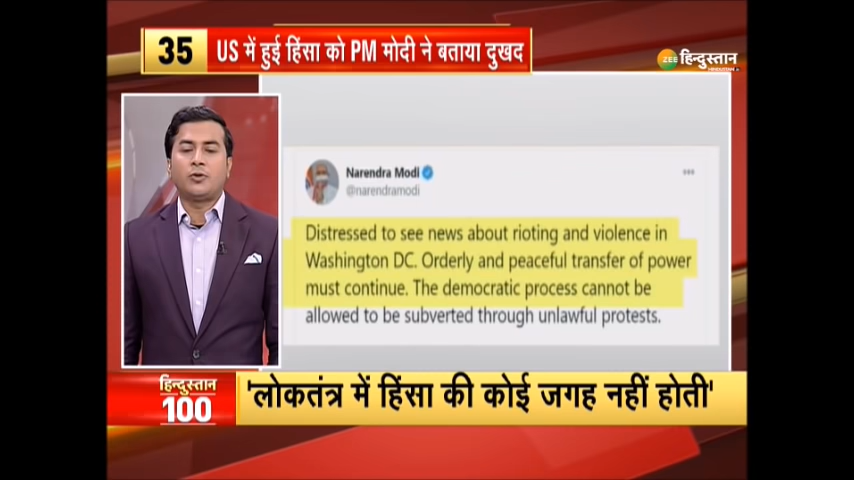 35
US में हुई हिंसा को PM मोदी ने बताया दुखद
ZEE हिन्दुस्तान
Narendra Modi
@narendramodi
Distressed to see news about rioting and violence in
Washington DC. Orderly and peaceful transfer of power
must continue. The democratic process cannot be
allowed to be subverted through unlawful protests.
हिन्दुस्तान
100
'लोकतंत्र में हिंसा की कोई जगह नहीं होती'